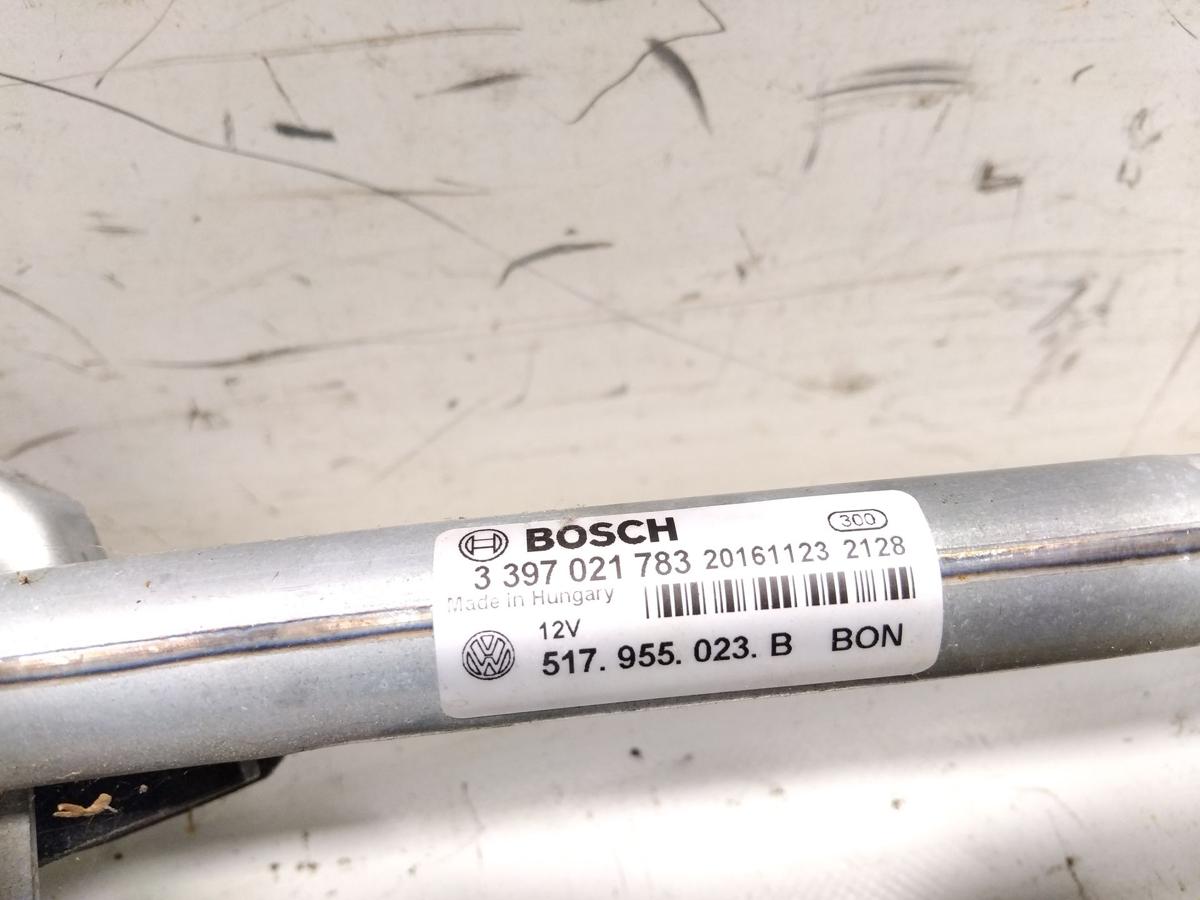 BOSCH 300
3 397 021 783 20161123 2128
Made in Hungary
12V
517. 955. 023. B BON